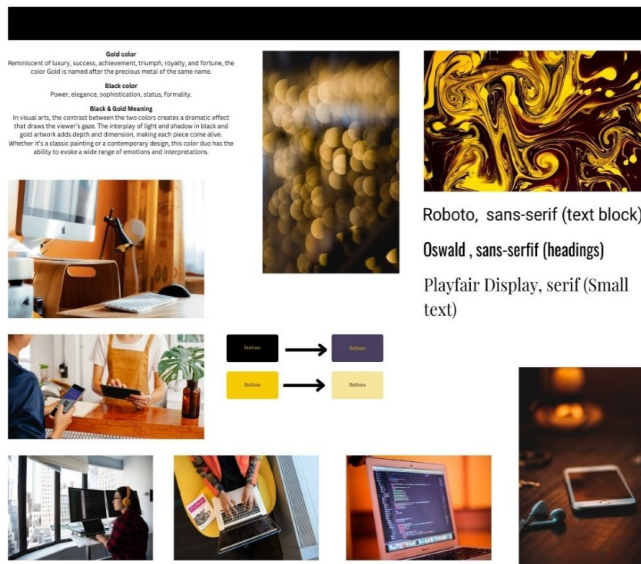 Gold color
Reminiscent of luxury, success, achievement, triumph, royalty, and fortune, the
color Gold is named after the precious metal of the same name.
Black color
Power, elegance, sophistication, status, formality.
Black & Gold Meaning
In visual arts, the contrast between the two colors creates a dramatic effect
that draws the viewer's gaze. The interplay of light and shadow in black and
gold artwork adds depth and dimension, making each piece come alive.
Whether it's a classic painting or a contemporary design, this color duo has the
ability to evoke a wide range of emotions and interpretations.
Roboto, sans-serif (text block)
Oswald , sans-serfif (headings)
Playfair Display, serif (Small
text)
Buttons
Buttons
Buttons
Buttons